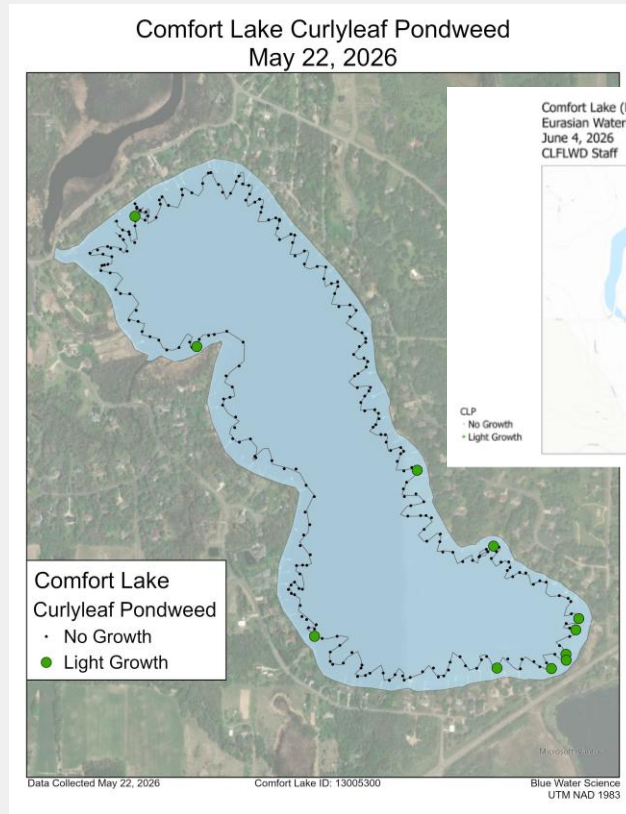 Comfort Lake Curlyleaf Pondweed
May 22, 2026
Comfort Lake (
Eurasian Water
June 4, 2026
CLFLWD Staff
CLP
No Growth
Light Growth
Comfort Lake
Curlyleaf Pondweed
No Growth
Light Growth
Data Collected May 22, 2026
Comfort Lake ID: 13005300
Blue Water Science
UTM NAD 1983